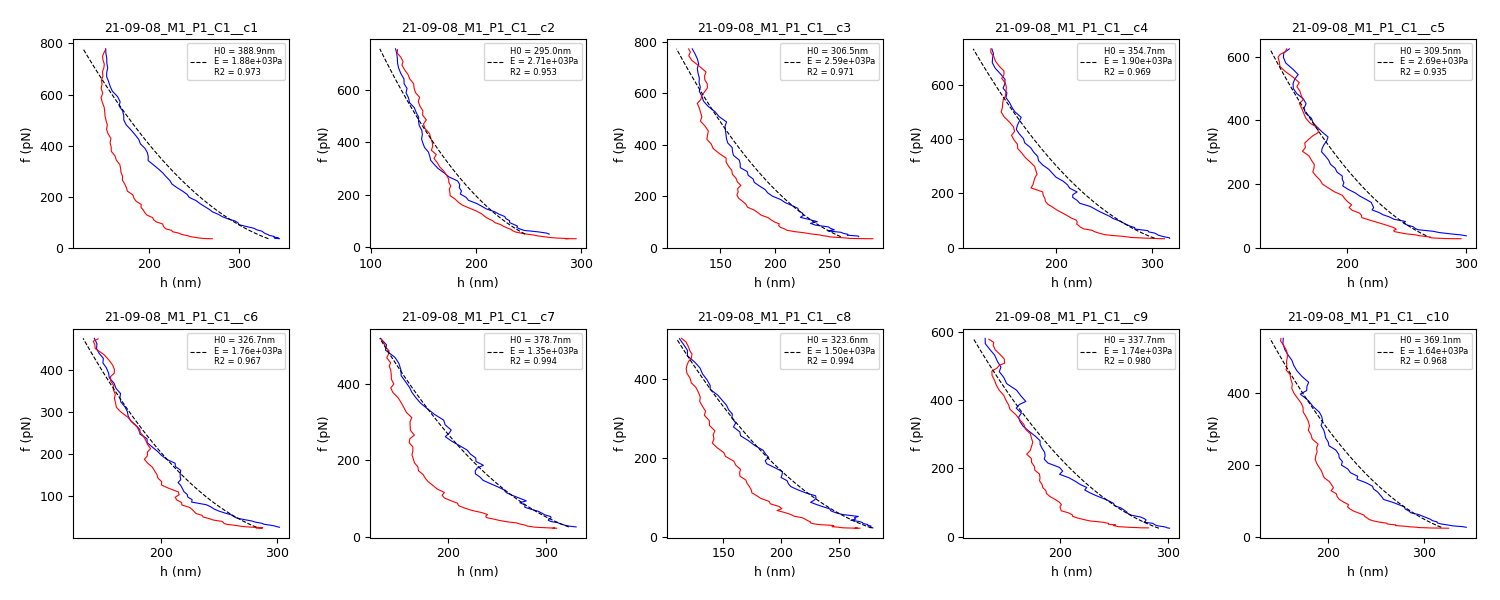 21-09-08_M1_P1_C1__c1
H0 = 388.9nm
E = 1.88e+03Pa
R2 = 0.973
f (pN)
800
600
400
200
0
200 300
h (nm)
21-09-08_M1_P1_C1__c2
H0 = 295.0nm
E = 2.71e+03Pa
R2 = 0.953
f (pN)
600
400
200
0
100 200 300
h (nm)
21-09-08_M1_P1_C1__c3
H0 = 306.5nm
E = 2.59e+03Pa
R2 = 0.971
f (pN)
800
600
400
200
0
150 200 250
h (nm)
21-09-08_M1_P1_C1__c4
H0 = 354.7nm
E = 1.90e+03Pa
R2 = 0.969
f (pN)
600
400
200
0
200 300
h (nm)
21-09-08_M1_P1_C1__c5
H0 = 309.5nm
E = 2.69e+03Pa
R2 = 0.935
f (pN)
600
400
200
0
200 300
h (nm)
21-09-08_M1_P1_C1__c6
H0 = 326.7nm
E = 1.76e+03Pa
R2 = 0.967
f (pN)
400
300
200
100
200 300
h (nm)
21-09-08_M1_P1_C1__c7
H0 = 378.7nm
E = 1.35e+03Pa
R2 = 0.994
f (pN)
400
200
0
200 300
h (nm)
21-09-08_M1_P1_C1__c8
H0 = 323.6nm
E = 1.50e+03Pa
R2 = 0.994
f (pN)
400
200
0
150 200 250
h (nm)
21-09-08_M1_P1_C1__c9
H0 = 337.7nm
E = 1.74e+03Pa
R2 = 0.980
f (pN)
600
400
200
0
200 300
h (nm)
21-09-08_M1_P1_C1__c10
H0 = 369.1nm
E = 1.64e+03Pa
R2 = 0.968
f (pN)
400
200
0
200 300
h (nm)